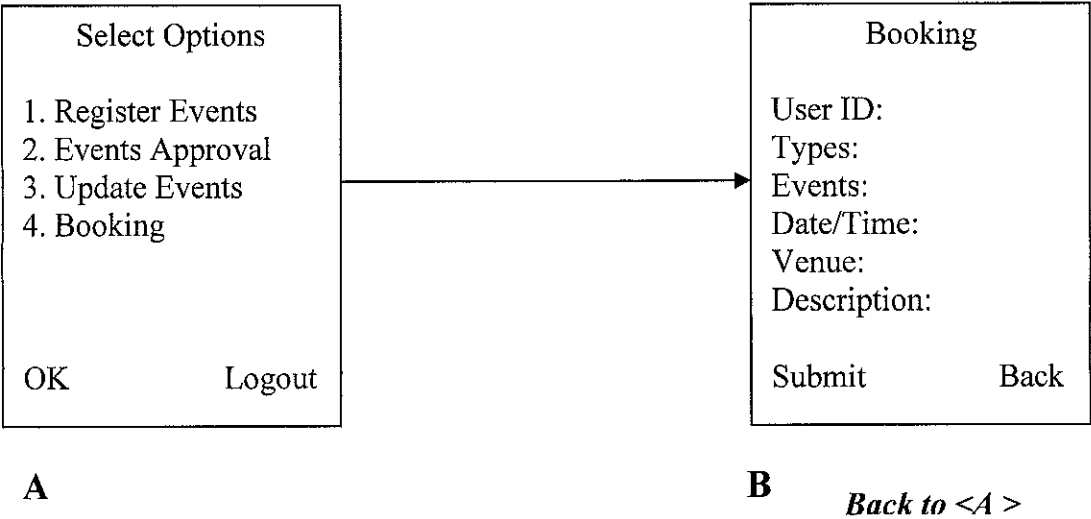 Select Options
1. Register Events
2. Events Approval
3. Update Events
4. Booking
OK Logout
A
Booking
User ID:
Types:
Events:
Date/Time:
Venue:
Description:
Submit Back
B
Back to <A >